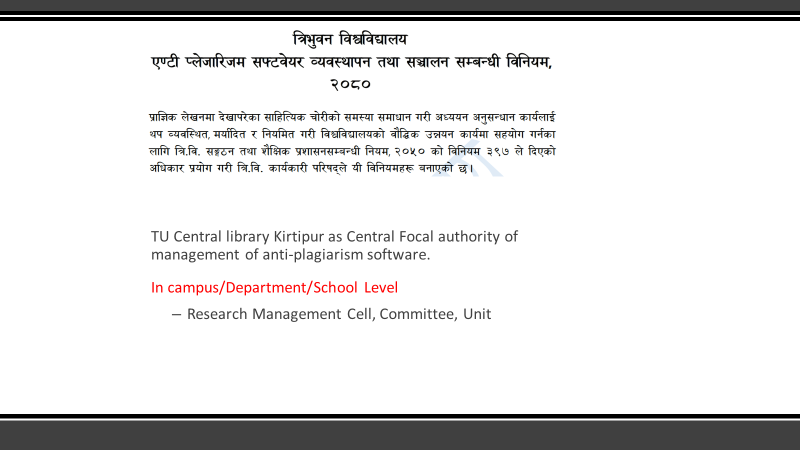 त्रिभुवन विश्वविद्यालय
एण्टी प्लेजारिजम सफ्टवेयर व्यवस्थापन तथा सञ्चालन सम्बन्धी विनियम,
२०८०
प्राज्ञिक लेखनमा देखापरेका साहित्यिक चोरीको समस्या समाधान गरी अध्ययन अनुसन्धान कार्यलाई
थप व्यवस्थित, मर्यादित र नियमित गरी विश्वविद्यालयको बौद्धिक उन्नयन कार्यमा सहयोग गर्नका
लागि त्रि.वि. सङ्गठन तथा शैक्षिक प्रशासनसम्बन्धी नियम, २०५० को विनियम ३९७ ले दिएको
अधिकार प्रयोग गरी त्रि.वि. कार्यकारी परिषद्ले यी विनियमहरू बनाएको छ।
TU Central library Kirtipur as Central Focal authority of
management of anti-plagiarism software.
In campus/Department/School Level
– Research Management Cell, Committee, Unit